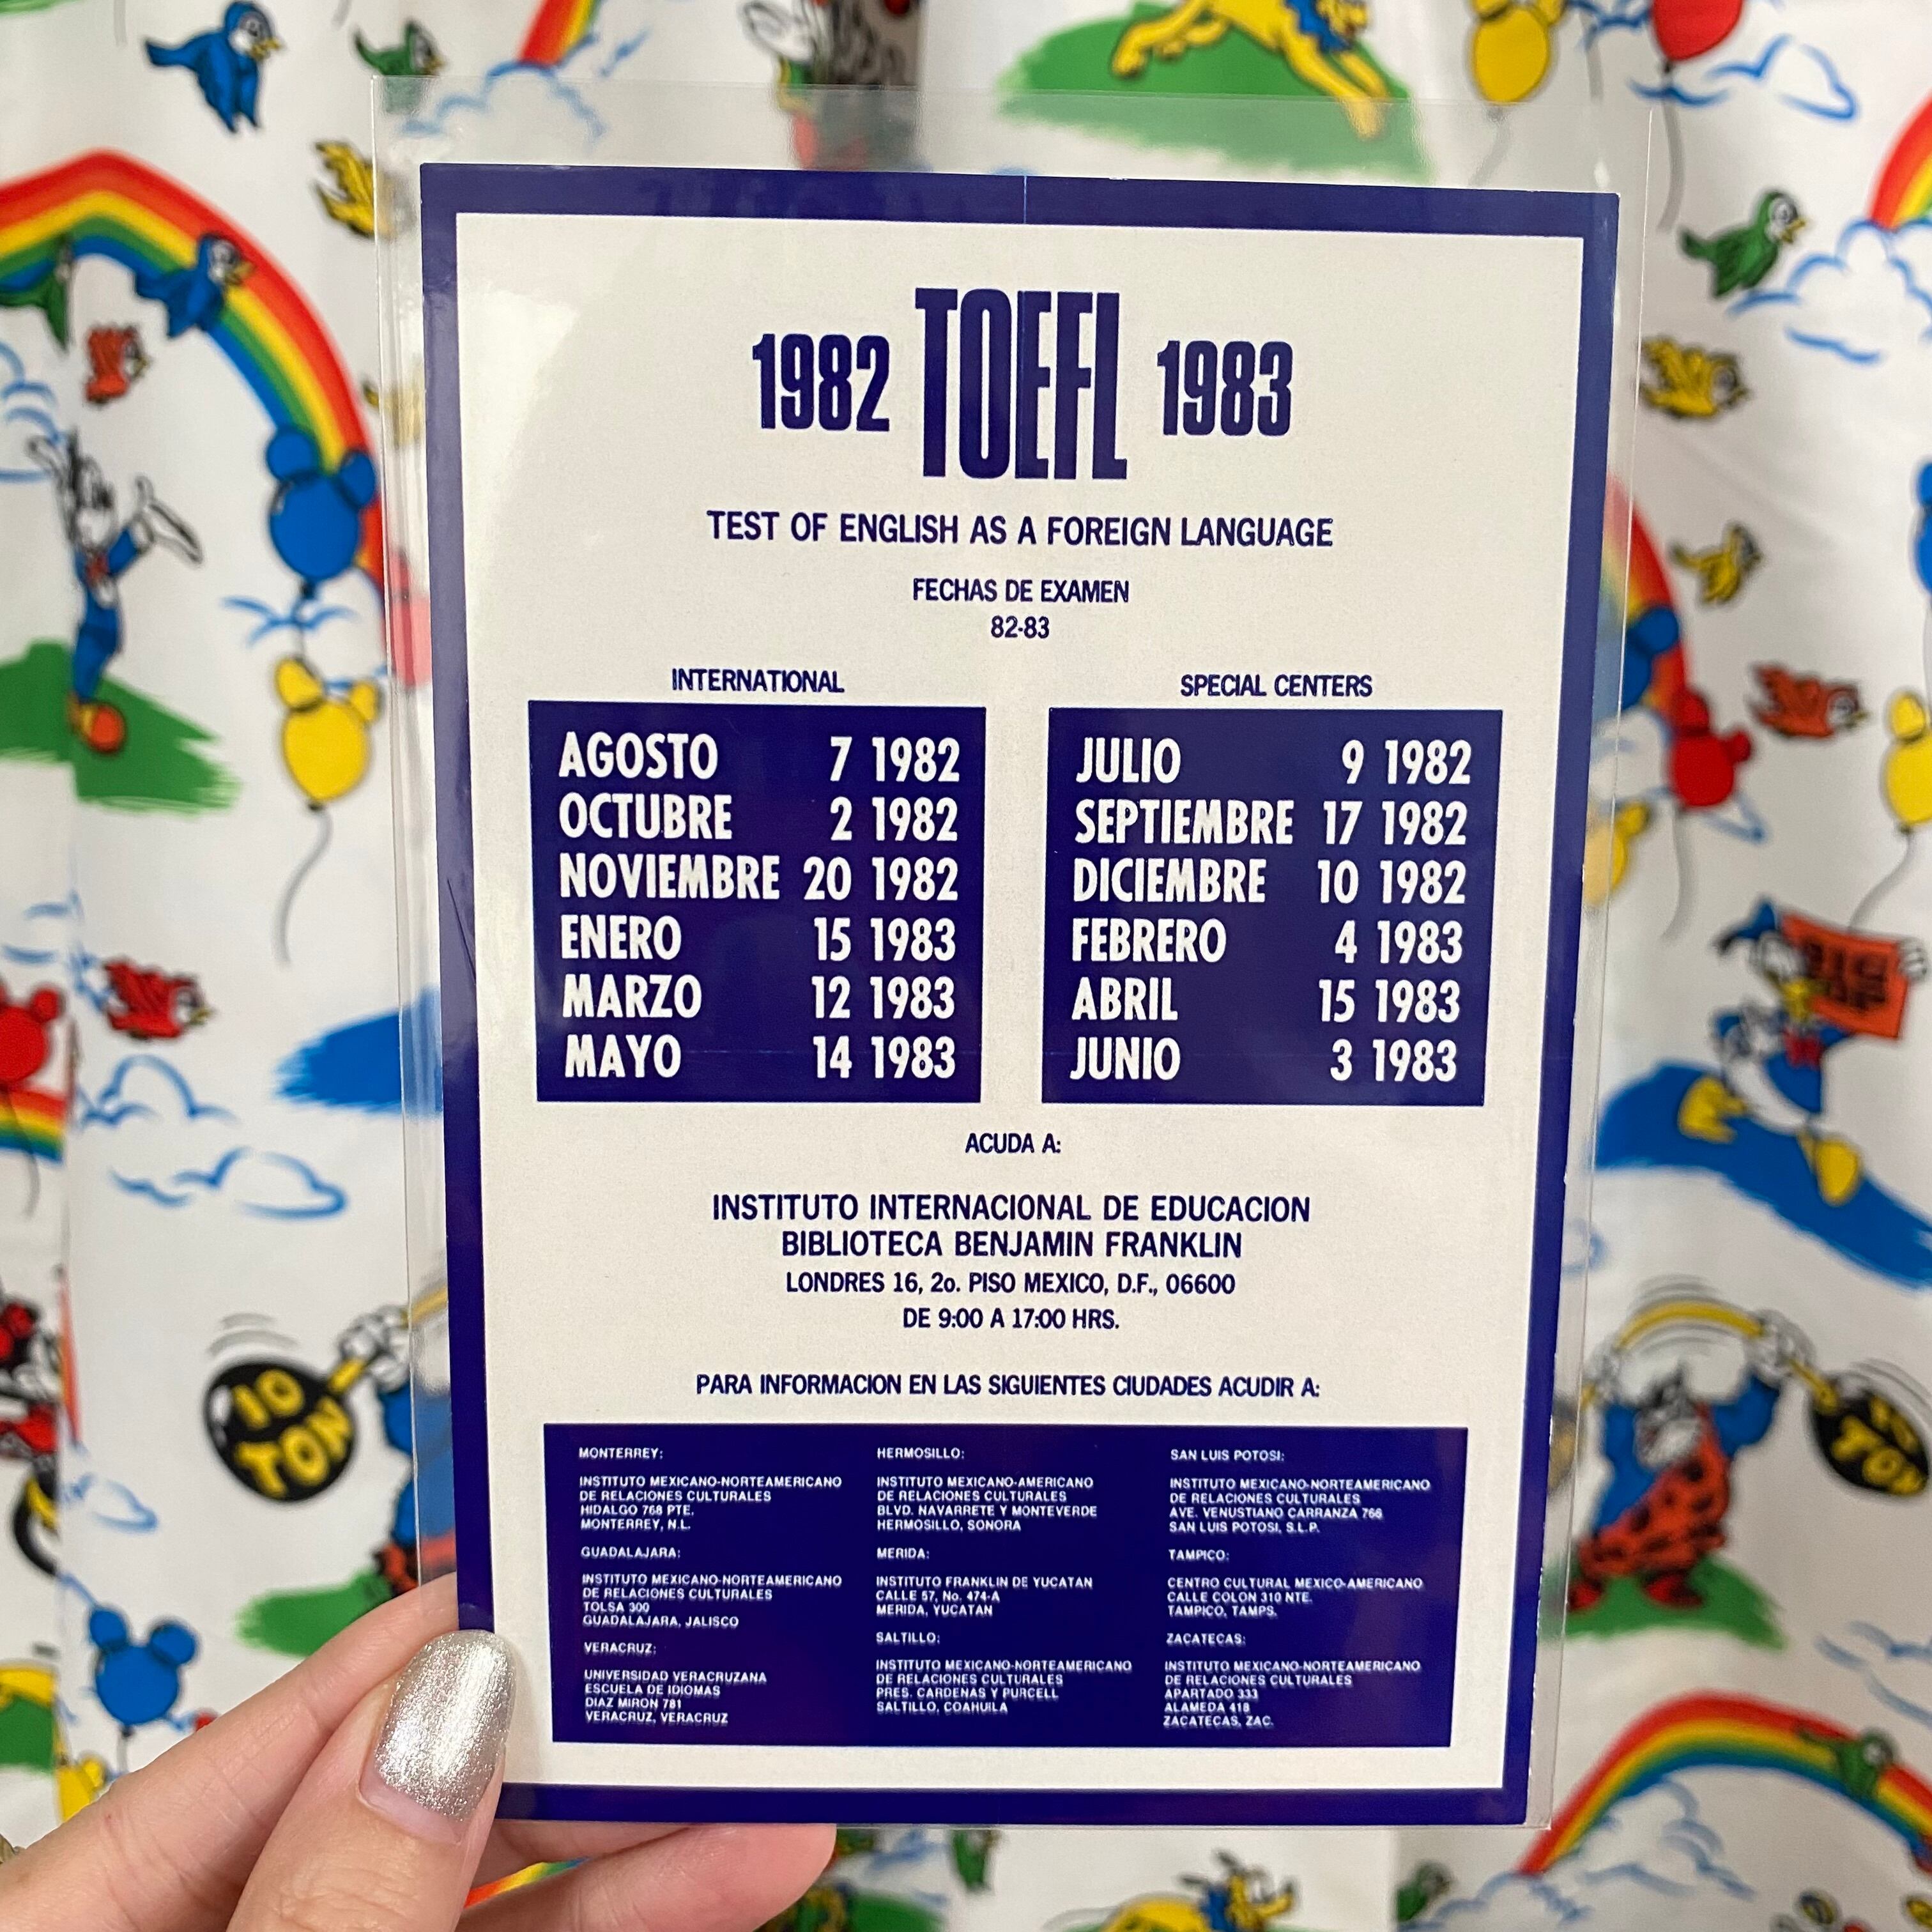 1982 TOEFL 1983
TEST OF ENGLISH AS A FOREIGN LANGUAGE
FECHAS DE EXAMEN
82-83
INTERNATIONAL
AGOSTO 7 1982
OCTUBRE 2 1982
NOVIEMBRE 20 1982
ENERO 15 1983
MARZO 12 1983
MAYO 14 1983
SPECIAL CENTERS
JULIO 9 1982
SEPTIEMBRE 17 1982
DICIEMBRE 10 1982
FEBRERO 4 1983
ABRIL 15 1983
JUNIO 3 1983
ACUDA A:
INSTITUTO INTERNACIONAL DE EDUCACION
BIBLIOTECA BENJAMIN FRANKLIN
LONDRES 16, 2o. PISO MEXICO, D.F., 06600
DE 9:00 A 17:00 HRS.
PARA INFORMACION EN LAS SIGUIENTES CIUDADES ACUDIR A:
MONTERREY:
INSTITUTO MEXICANO-NORTEAMERICANO
DE RELACIONES CULTURALES
HIDALGO 768 PTE.
MONTERREY, N.L.
GUADALAJARA:
INSTITUTO MEXICANO-NORTEAMERICANO
DE RELACIONES CULTURALES
TOLSA 300
GUADALAJARA, JALISCO
VERACRUZ:
UNIVERSIDAD VERACRUZANA
ESCUELA DE IDIOMAS
DIAZ MIRON 781
VERACRUZ, VERACRUZ
HERMOSILLO:
INSTITUTO MEXICANO-AMERICANO
DE RELACIONES CULTURALES
BLVD. NAVARRETE Y MONTEVERDE
HERMOSILLO, SONORA
MERIDA:
INSTITUTO FRANKLIN DE YUCATAN
CALLE 57, No. 474-A
MERIDA, YUCATAN
SALTILLO:
INSTITUTO MEXICANO-NORTEAMERICANO
DE RELACIONES CULTURALES
PRES. CARDENAS Y PURCELL
SALTILLO, COAHUILA
SAN LUIS POTOSI:
INSTITUTO MEXICANO-NORTEAMERICANO
DE RELACIONES CULTURALES
AVE. VENUSTIANO CARRANZA 766
SAN LUIS POTOSI, S.L.P.
TAMPICO:
CENTRO CULTURAL MEXICO-AMERICANO
CALLE COLON 310 NTE.
TAMPICO, TAMPS.
ZACATECAS:
INSTITUTO MEXICANO-NORTEAMERICANO
DE RELACIONES CULTURALES
APARTADO 333
ALAMEDA 418
ZACATECAS, ZAC.
10
TON
BIG
TON